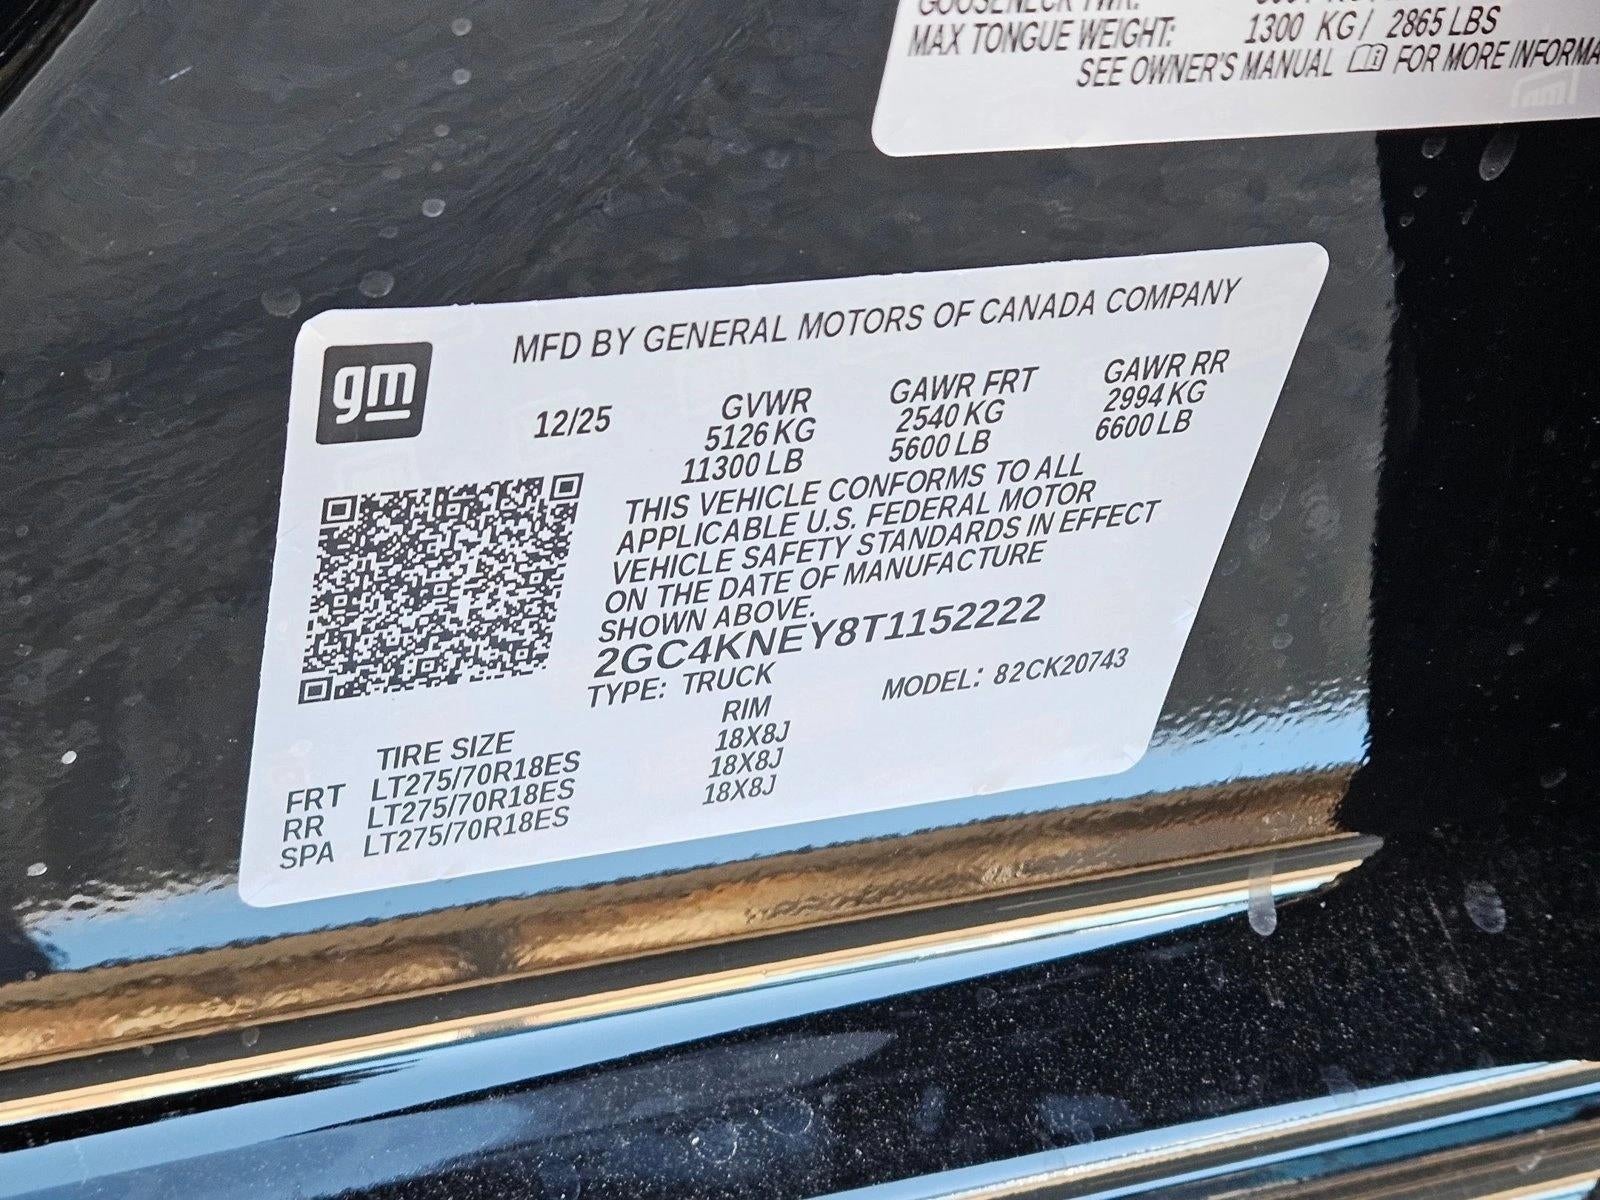 MAX TONGUE WEIGHT: 1300 KG / 2865 LBS
SEE OWNER'S MANUAL FOR MORE
gm
MFD BY GENERAL MOTORS OF CANADA COMPANY
12/25
GVWR
5126 KG
11300 LB
GAWR FRT
2540 KG
5600 LB
GAWR RR
2994 KG
6600 LB
THIS VEHICLE CONFORMS TO ALL
APPLICABLE U.S. FEDERAL MOTOR
VEHICLE SAFETY STANDARDS IN EFFECT
ON THE DATE OF MANUFACTURE
SHOWN ABOVE.
2GC4KNEY8T1152222
TYPE: TRUCK MODEL: 82CK20743
TIRE SIZE RIM
FRT LT275/70R18ES 18X8J
RR LT275/70R18ES 18X8J
SPA LT275/70R18ES 18X8J